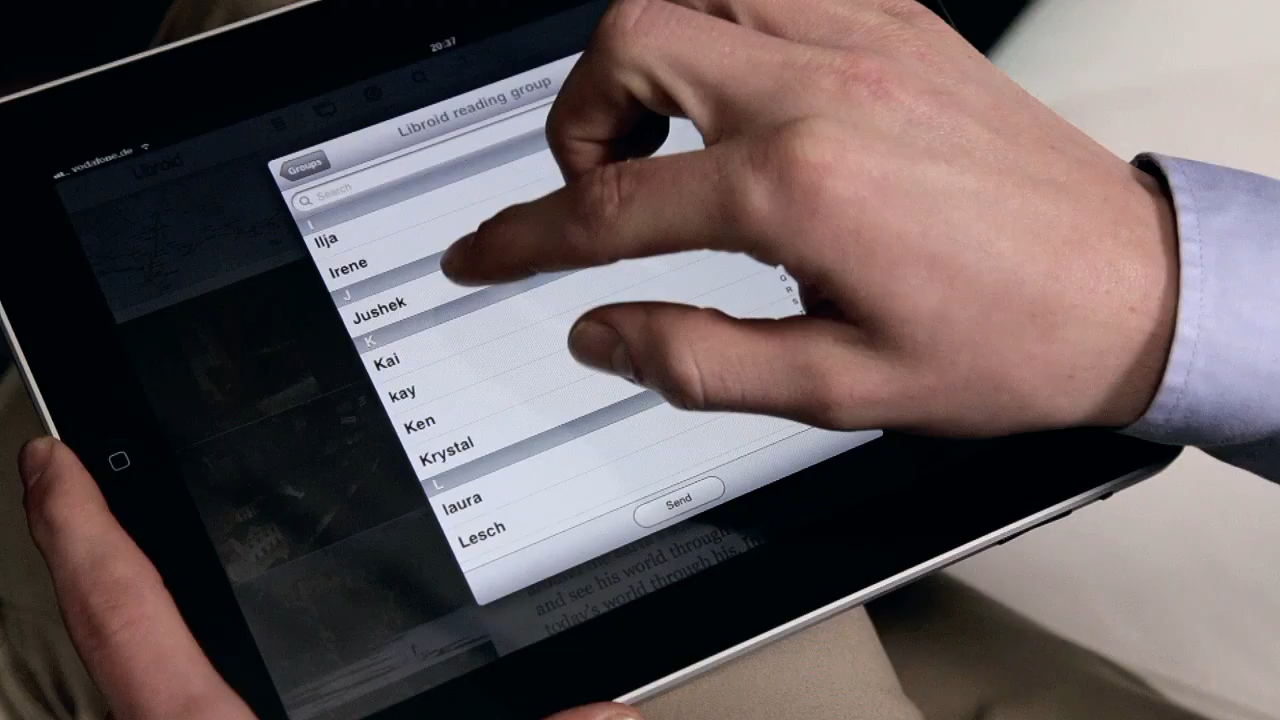 20:37
vodafone.de
Libroid
Libroid reading group
Groups
Search
I
Ilja
Irene
J
Jushek
K
Kai
kay
Ken
Krystal
L
laura
Lesch
Q
R
S
Send
and see his world through
today's world through his. In